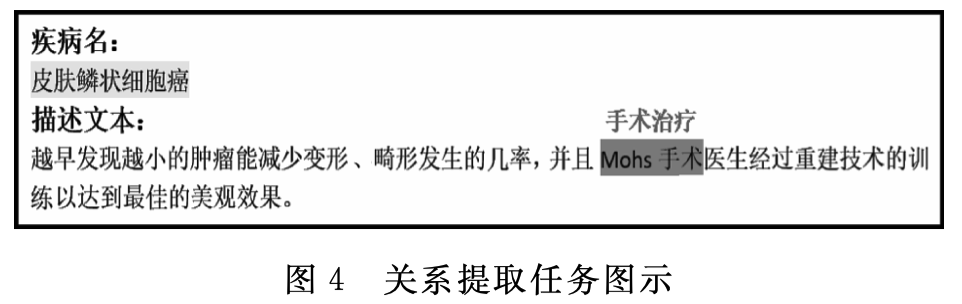 疾病名：
皮肤鳞状细胞癌
描述文本：
手术治疗
越早发现越小的肿瘤能减少变形、畸形发生的几率，并且 Mohs 手术医生经过重建技术的训
练以达到最佳的美观效果。
图 4 关系提取任务图示